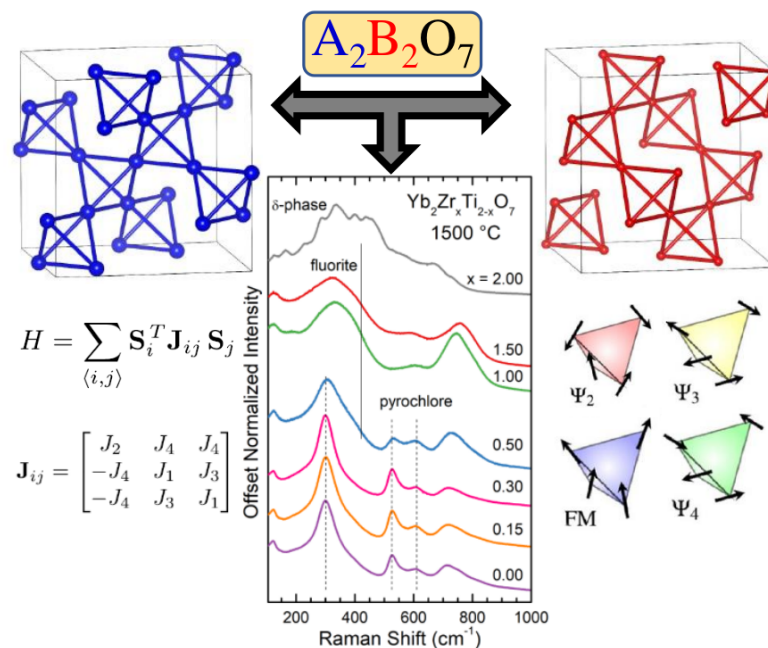 A₂B₂O₇
δ-phase
Yb₂ZrₓTi₂₋ₓO₇
1500 °C
fluorite
x = 2.00
1.50
1.00
pyrochlore
0.50
0.30
0.15
0.00
Offset Normalized Intensity
200 400 600 800 1000
Raman Shift (cm⁻¹)
H = ∑⟨i,j⟩ Sᵢᵀ Jᵢⱼ Sⱼ
Jᵢⱼ =
J₂ J₄ J₄
−J₄ J₁ J₃
−J₄ J₃ J₁
Ψ₂
Ψ₃
FM
Ψ₄